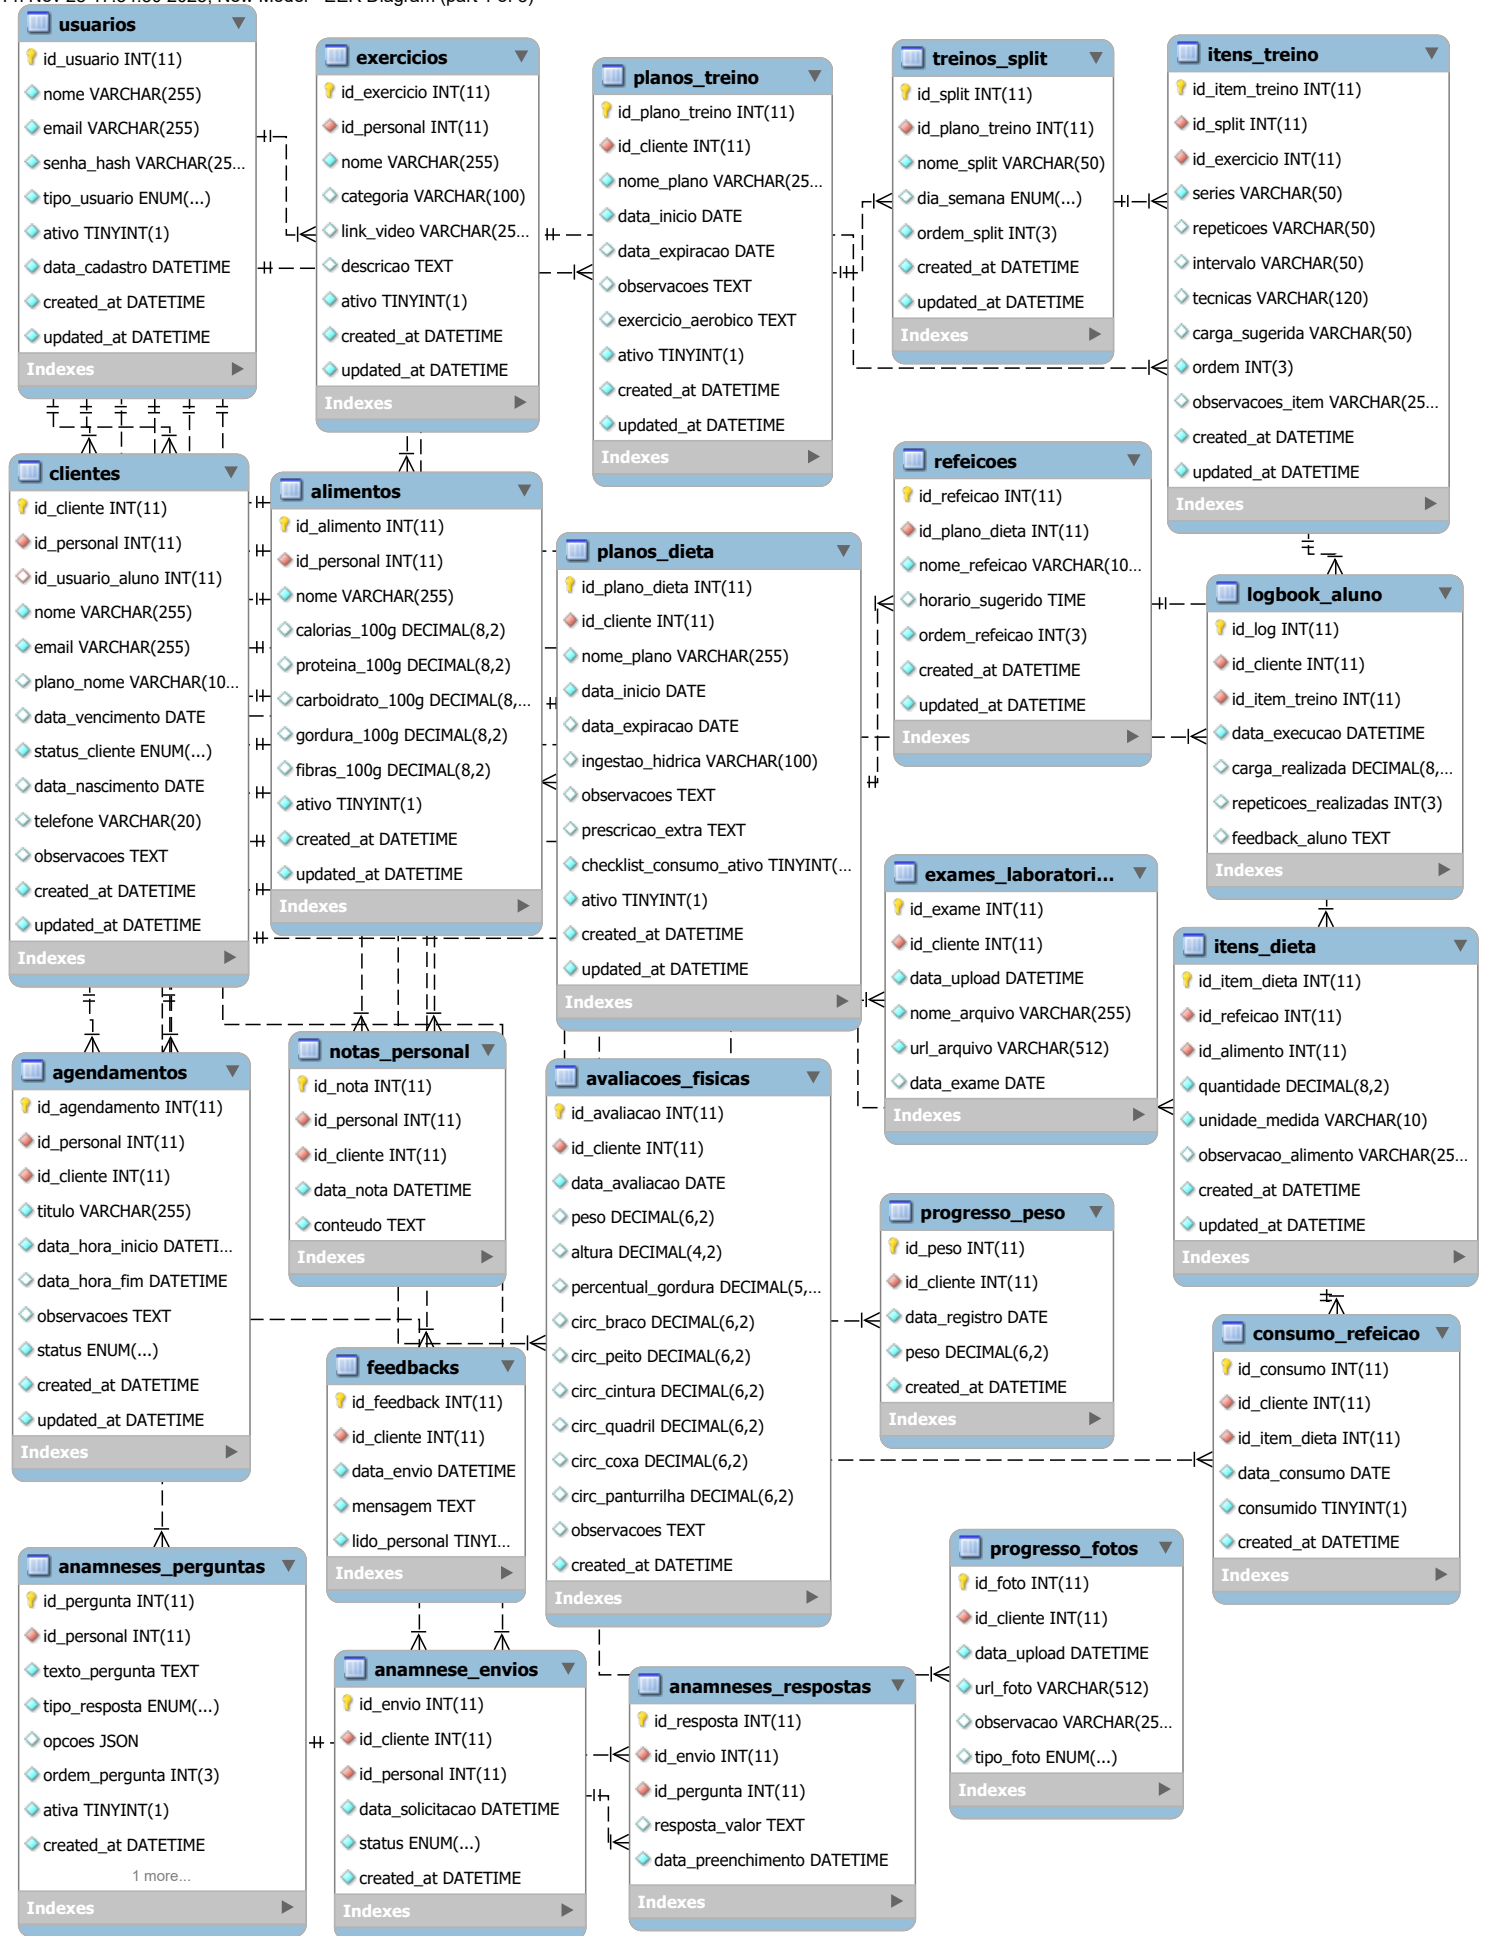 usuarios
id_usuario INT(11)
nome VARCHAR(255)
email VARCHAR(255)
senha_hash VARCHAR(25...
tipo_usuario ENUM(...)
ativo TINYINT(1)
data_cadastro DATETIME
created_at DATETIME
updated_at DATETIME
Indexes
exercicios
id_exercicio INT(11)
id_personal INT(11)
nome VARCHAR(255)
categoria VARCHAR(100)
link_video VARCHAR(25...
descricao TEXT
ativo TINYINT(1)
created_at DATETIME
updated_at DATETIME
Indexes
planos_treino
id_plano_treino INT(11)
id_cliente INT(11)
nome_plano VARCHAR(25...
data_inicio DATE
data_expiracao DATE
observacoes TEXT
exercicio_aerobico TEXT
ativo TINYINT(1)
created_at DATETIME
updated_at DATETIME
Indexes
treinos_split
id_split INT(11)
id_plano_treino INT(11)
nome_split VARCHAR(50)
dia_semana ENUM(...)
ordem_split INT(3)
created_at DATETIME
updated_at DATETIME
Indexes
itens_treino
id_item_treino INT(11)
id_split INT(11)
id_exercicio INT(11)
series VARCHAR(50)
repeticoes VARCHAR(50)
intervalo VARCHAR(50)
tecnicas VARCHAR(120)
carga_sugerida VARCHAR(50)
ordem INT(3)
observacoes_item VARCHAR(25...
created_at DATETIME
updated_at DATETIME
Indexes
clientes
id_cliente INT(11)
id_personal INT(11)
id_usuario_aluno INT(11)
nome VARCHAR(255)
email VARCHAR(255)
plano_nome VARCHAR(10...
data_vencimento DATE
status_cliente ENUM(...)
data_nascimento DATE
telefone VARCHAR(20)
observacoes TEXT
created_at DATETIME
updated_at DATETIME
Indexes
alimentos
id_alimento INT(11)
id_personal INT(11)
nome VARCHAR(255)
calorias_100g DECIMAL(8,2)
proteina_100g DECIMAL(8,2)
carboidrato_100g DECIMAL(8,...
gordura_100g DECIMAL(8,2)
fibras_100g DECIMAL(8,2)
ativo TINYINT(1)
created_at DATETIME
updated_at DATETIME
Indexes
planos_dieta
id_plano_dieta INT(11)
id_cliente INT(11)
nome_plano VARCHAR(255)
data_inicio DATE
data_expiracao DATE
ingestao_hidrica VARCHAR(100)
observacoes TEXT
prescricao_extra TEXT
checklist_consumo_ativo TINYINT(...
ativo TINYINT(1)
created_at DATETIME
updated_at DATETIME
Indexes
refeicoes
id_refeicao INT(11)
id_plano_dieta INT(11)
nome_refeicao VARCHAR(10...
horario_sugerido TIME
ordem_refeicao INT(3)
created_at DATETIME
updated_at DATETIME
Indexes
logbook_aluno
id_log INT(11)
id_cliente INT(11)
id_item_treino INT(11)
data_execucao DATETIME
carga_realizada DECIMAL(8,...
repeticoes_realizadas INT(3)
feedback_aluno TEXT
Indexes
exames_laboratori...
id_exame INT(11)
id_cliente INT(11)
data_upload DATETIME
nome_arquivo VARCHAR(255)
url_arquivo VARCHAR(512)
data_exame DATE
Indexes
itens_dieta
id_item_dieta INT(11)
id_refeicao INT(11)
id_alimento INT(11)
quantidade DECIMAL(8,2)
unidade_medida VARCHAR(10)
observacao_alimento VARCHAR(25...
created_at DATETIME
updated_at DATETIME
Indexes
agendamentos
id_agendamento INT(11)
id_personal INT(11)
id_cliente INT(11)
titulo VARCHAR(255)
data_hora_inicio DATETI...
data_hora_fim DATETIME
observacoes TEXT
status ENUM(...)
created_at DATETIME
updated_at DATETIME
Indexes
notas_personal
id_nota INT(11)
id_personal INT(11)
id_cliente INT(11)
data_nota DATETIME
conteudo TEXT
Indexes
avaliacoes_fisicas
id_avaliacao INT(11)
id_cliente INT(11)
data_avaliacao DATE
peso DECIMAL(6,2)
altura DECIMAL(4,2)
percentual_gordura DECIMAL(5,...
circ_braco DECIMAL(6,2)
circ_peito DECIMAL(6,2)
circ_cintura DECIMAL(6,2)
circ_quadril DECIMAL(6,2)
circ_coxa DECIMAL(6,2)
circ_panturrilha DECIMAL(6,2)
observacoes TEXT
created_at DATETIME
Indexes
progresso_peso
id_peso INT(11)
id_cliente INT(11)
data_registro DATE
peso DECIMAL(6,2)
created_at DATETIME
Indexes
consumo_refeicao
id_consumo INT(11)
id_cliente INT(11)
id_item_dieta INT(11)
data_consumo DATE
consumido TINYINT(1)
created_at DATETIME
Indexes
feedbacks
id_feedback INT(11)
id_cliente INT(11)
data_envio DATETIME
mensagem TEXT
lido_personal TINYI...
Indexes
progresso_fotos
id_foto INT(11)
id_cliente INT(11)
data_upload DATETIME
url_foto VARCHAR(512)
observacao VARCHAR(25...
tipo_foto ENUM(...)
Indexes
anamneses_perguntas
id_pergunta INT(11)
id_personal INT(11)
texto_pergunta TEXT
tipo_resposta ENUM(...)
opcoes JSON
ordem_pergunta INT(3)
ativa TINYINT(1)
created_at DATETIME
1 more...
Indexes
anamnese_envios
id_envio INT(11)
id_cliente INT(11)
id_personal INT(11)
data_solicitacao DATETIME
status ENUM(...)
created_at DATETIME
Indexes
anamneses_respostas
id_resposta INT(11)
id_envio INT(11)
id_pergunta INT(11)
resposta_valor TEXT
data_preenchimento DATETIME
Indexes